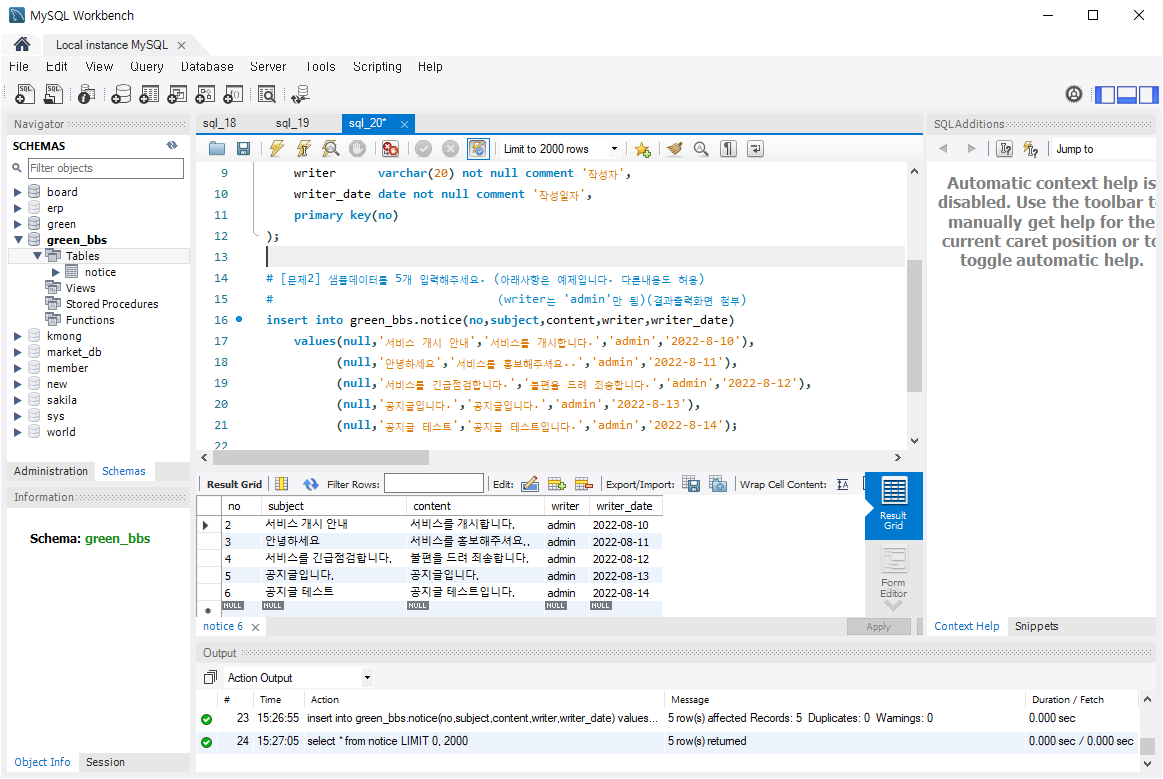 MySQL Workbench
Local instance MySQL
File Edit View Query Database Server Tools Scripting Help
Navigator
SCHEMAS
Filter objects
board
erp
green
green_bbs
Tables
notice
Views
Stored Procedures
Functions
kmong
market_db
member
new
sakila
sys
world
Administration Schemas
Information
Schema: green_bbs
Object Info Session
sql_18 sql_19 sql_20*
Limit to 2000 rows
9 writer varchar(20) not null comment '작성자',
10 writer_date date not null comment '작성일자',
11 primary key(no)
12 );
13
14 # [문제2] 샘플데이터를 5개 입력해주세요. (아래사항은 예제입니다. 다른내용도 허용)
15 # (writer는 'admin'만 됨)(결과출력화면 첨부)
16 insert into green_bbs.notice(no,subject,content,writer,writer_date)
17 values(null,'서비스 개시 안내','서비스를 개시합니다.','admin','2022-8-10'),
18 (null,'안녕하세요','서비스를 홍보해주셔요..','admin','2022-8-11'),
19 (null,'서비스를 긴급점검합니다.','불편을 드려 죄송합니다.','admin','2022-8-12'),
20 (null,'공지글입니다.','공지글입니다.','admin','2022-8-13'),
21 (null,'공지글 테스트','공지글 테스트입니다.','admin','2022-8-14');
22
Result Grid Filter Rows: Edit: Export/Import: Wrap Cell Content:
no subject content writer writer_date
2 서비스 개시 안내 서비스를 개시합니다. admin 2022-08-10
3 안녕하세요 서비스를 홍보해주셔요.. admin 2022-08-11
4 서비스를 긴급점검합니다. 불편을 드려 죄송합니다. admin 2022-08-12
5 공지글입니다. 공지글입니다. admin 2022-08-13
6 공지글 테스트 공지글 테스트입니다. admin 2022-08-14
NULL NULL NULL NULL NULL
Result
Grid
Form
Editor
notice 6
Apply
SQLAdditions
Jump to
Automatic context help is
disabled. Use the toolbar t
manually get help for the
current caret position or to
toggle automatic help.
Context Help Snippets
Output
Action Output
# Time Action Message Duration / Fetch
23 15:26:55 insert into green_bbs.notice(no,subject,content,writer,writer_date) values... 5 row(s) affected Records: 5 Duplicates: 0 Warnings: 0 0.000 sec
24 15:27:05 select * from notice LIMIT 0, 2000 5 row(s) returned 0.000 sec / 0.000 sec